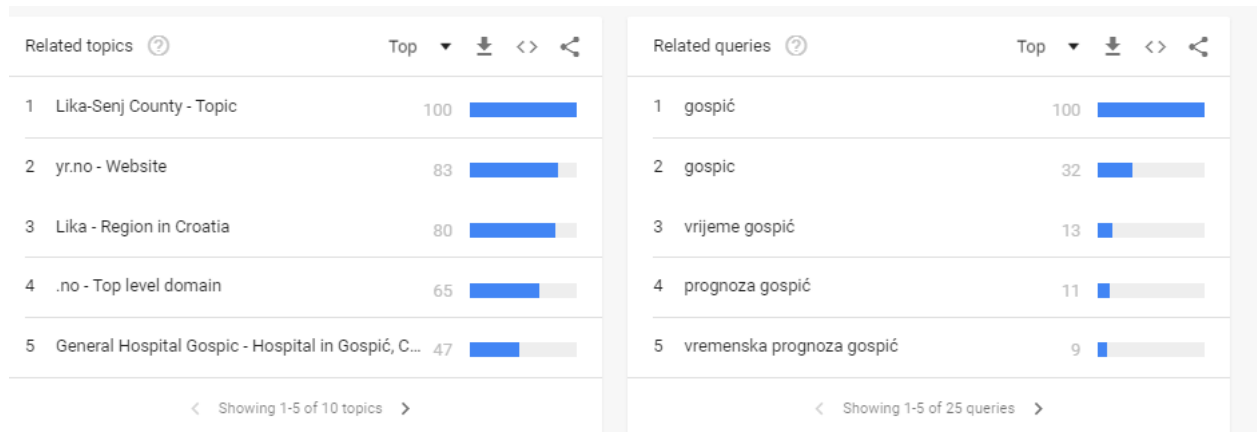 Related topics
Top
1 Lika-Senj County - Topic 100
2 yr.no - Website 83
3 Lika - Region in Croatia 80
4 .no - Top level domain 65
5 General Hospital Gospic - Hospital in Gospić, C... 47
Showing 1-5 of 10 topics
Related queries
Top
1 gospić 100
2 gospic 32
3 vrijeme gospić 13
4 prognoza gospić 11
5 vremenska prognoza gospić 9
Showing 1-5 of 25 queries